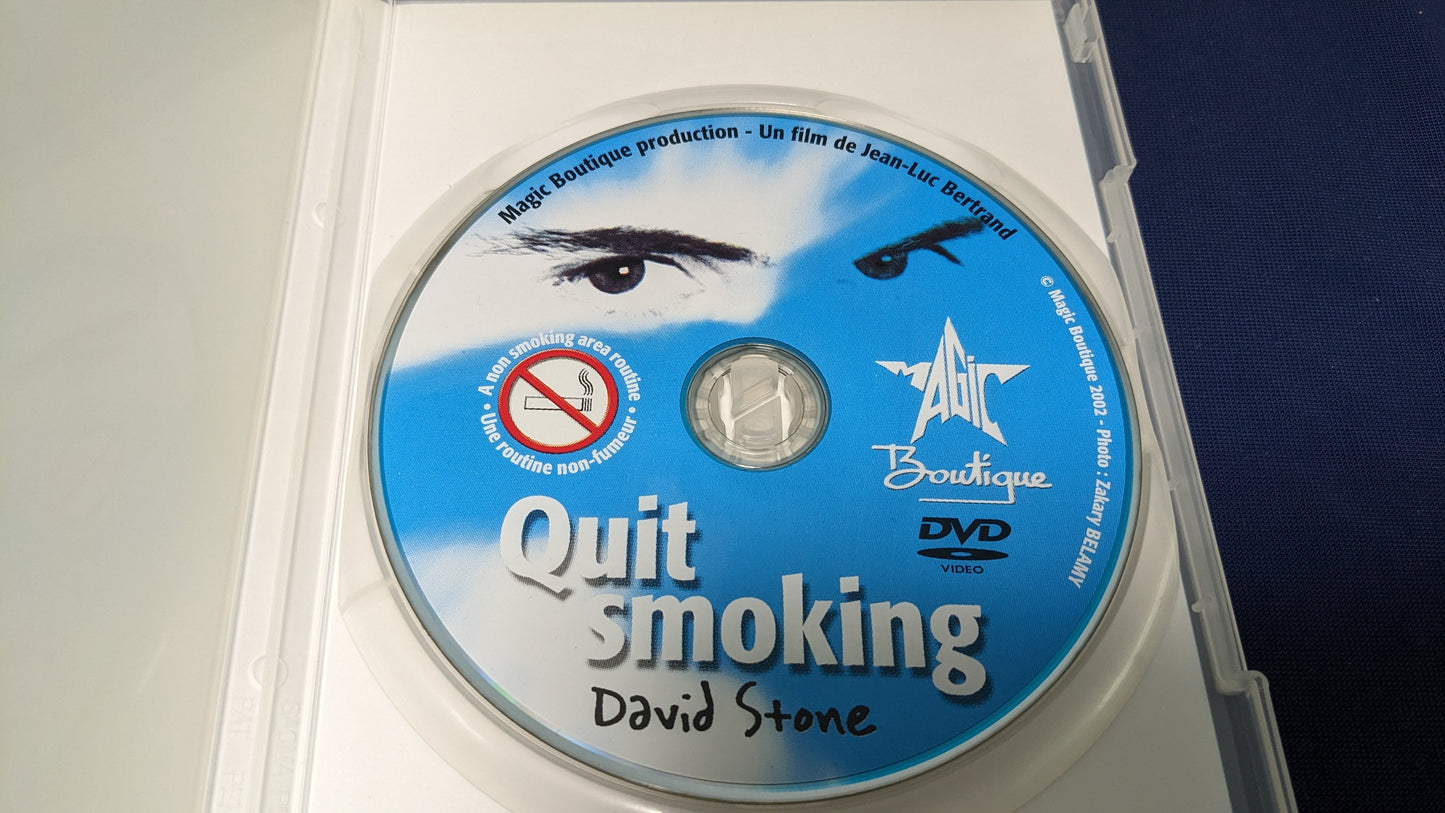 Magic Boutique production - Un film de Jean-Luc Bertrand
© Magic Boutique 2002 - Photo : Zakary BELAMY
• A non smoking area routine •
Une routine non-fumeur
MAGIC
Boutique
DVD
VIDEO
Quit
smoking
David Stone